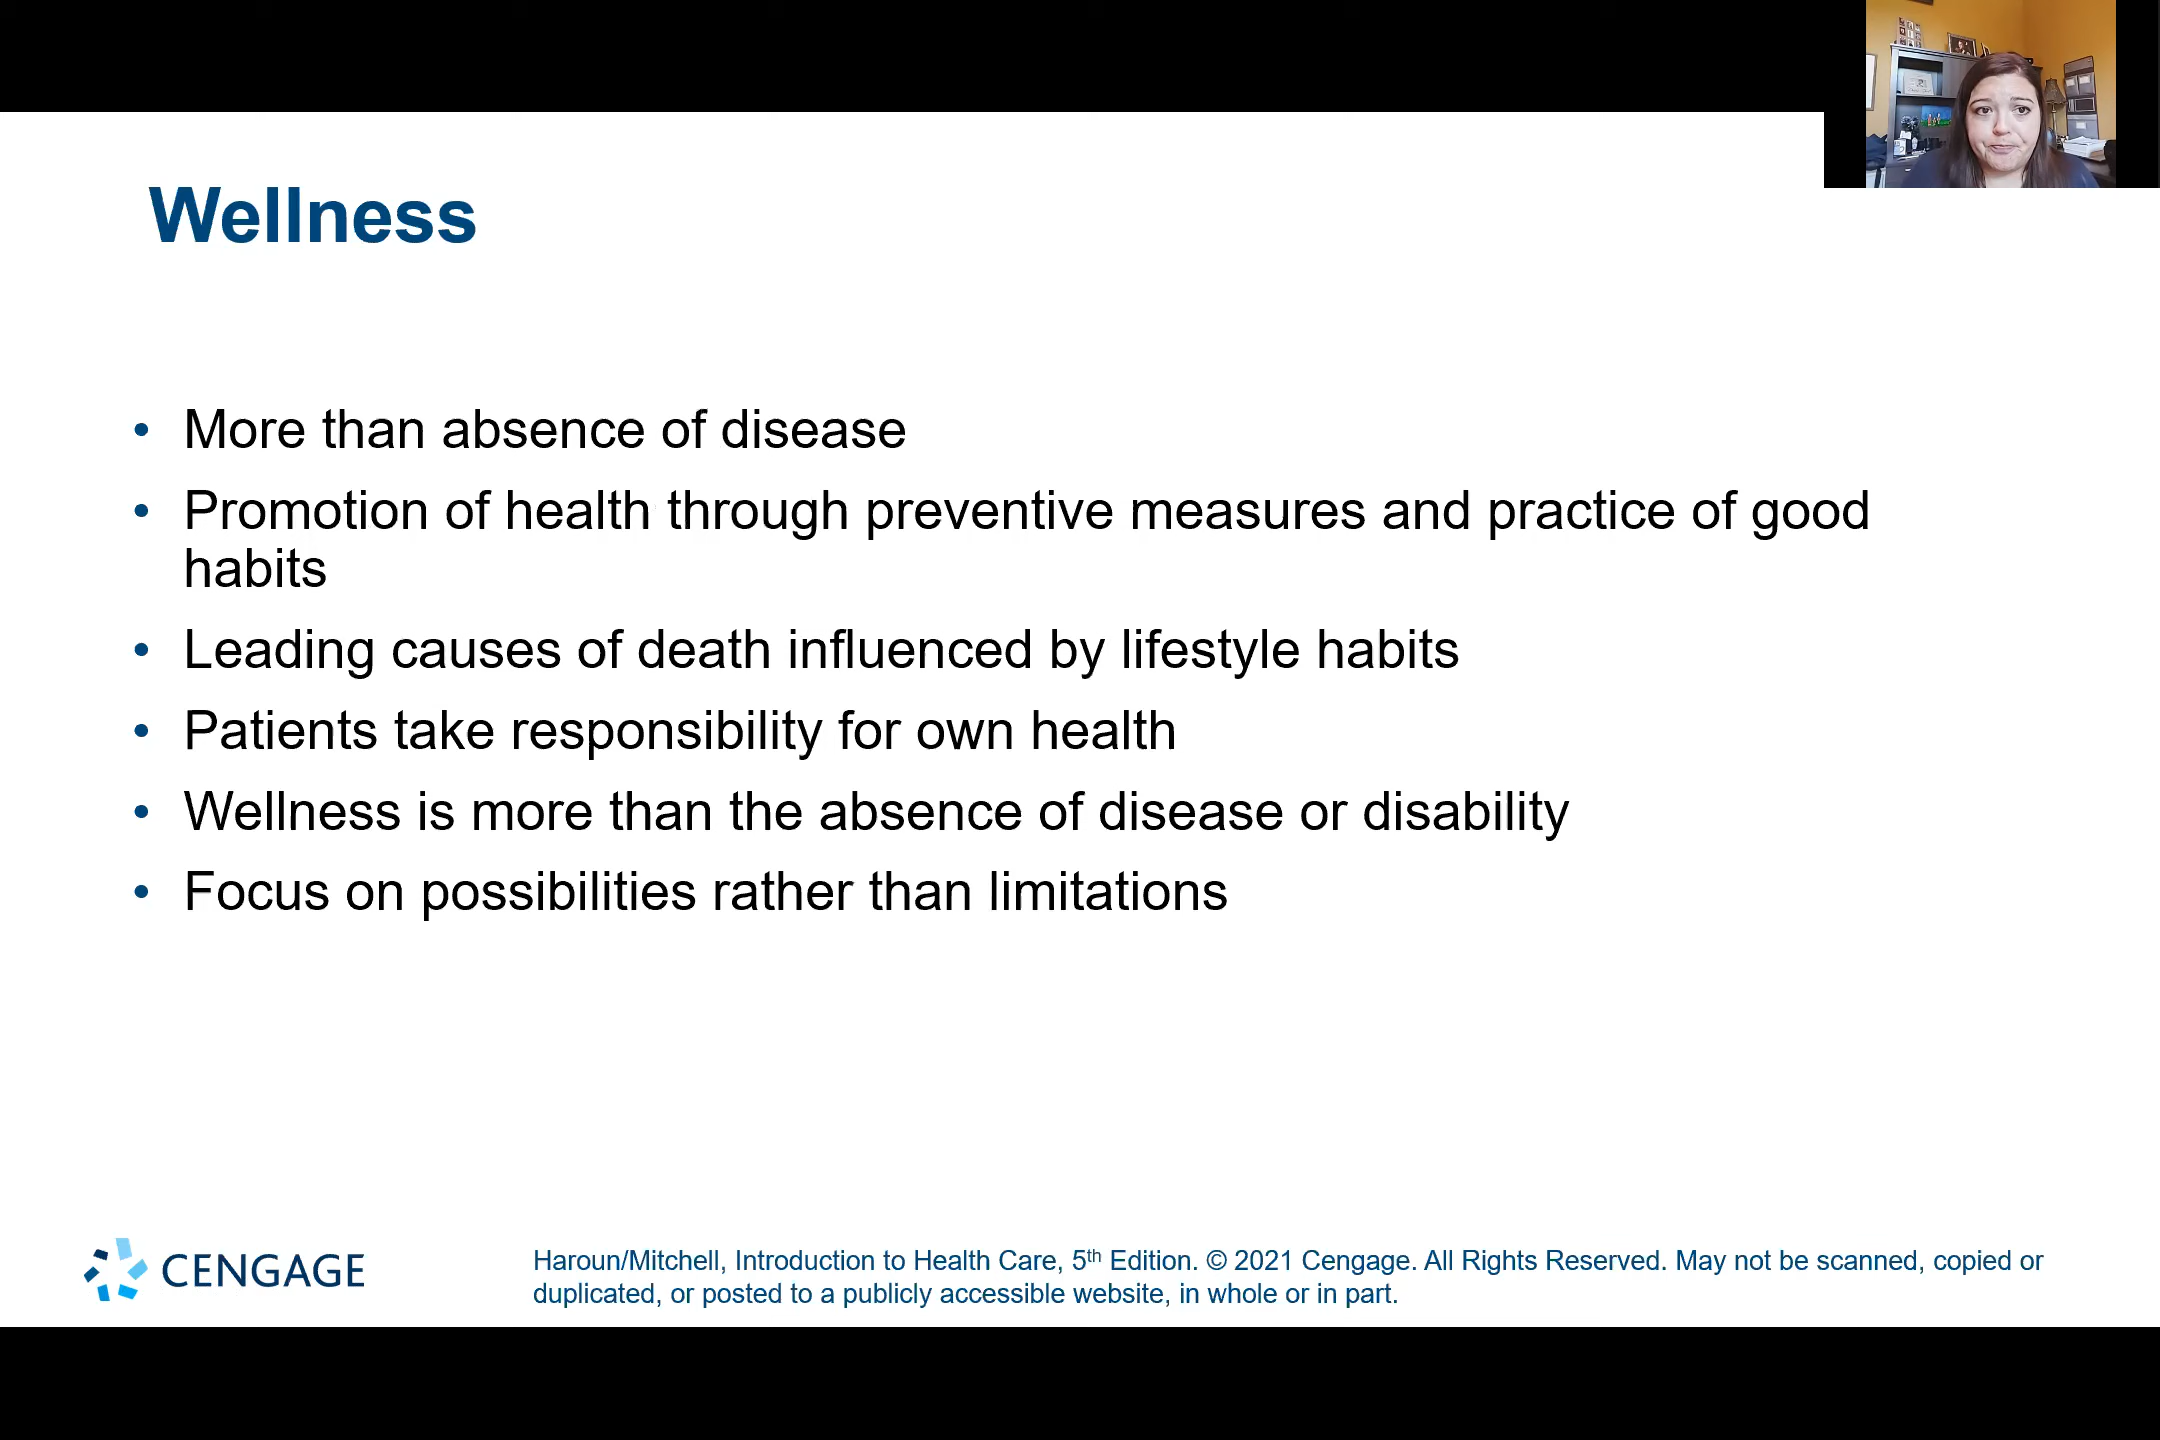 Wellness
• More than absence of disease
• Promotion of health through preventive measures and practice of good
habits
• Leading causes of death influenced by lifestyle habits
• Patients take responsibility for own health
• Wellness is more than the absence of disease or disability
• Focus on possibilities rather than limitations
CENGAGE
Haroun/Mitchell, Introduction to Health Care, 5th Edition. © 2021 Cengage. All Rights Reserved. May not be scanned, copied or
duplicated, or posted to a publicly accessible website, in whole or in part.